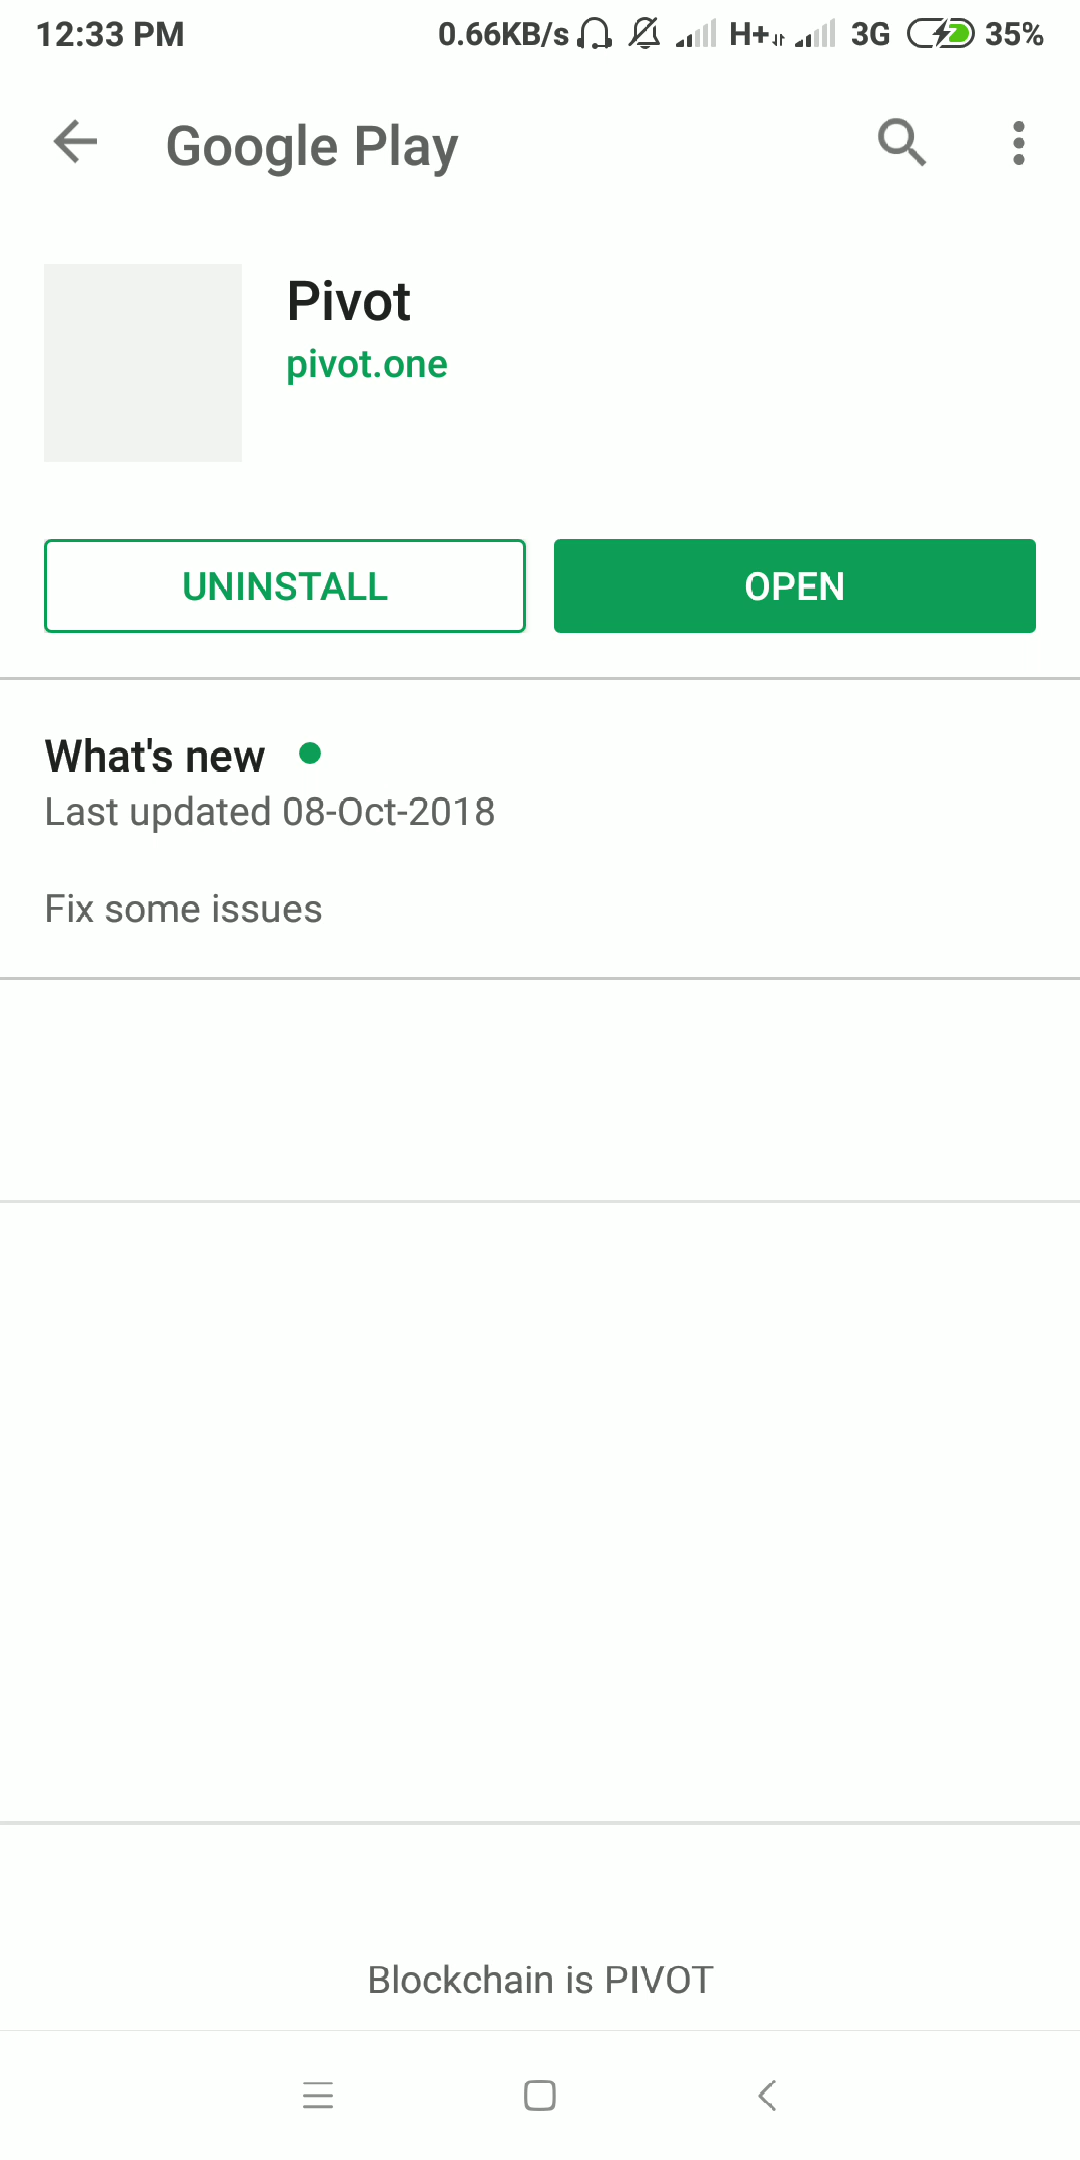 12:33 PM 0.66KB/s H+ 3G 35%
Google Play
Pivot
pivot.one
UNINSTALL OPEN
What's new
Last updated 08-Oct-2018
Fix some issues
Blockchain is PIVOT